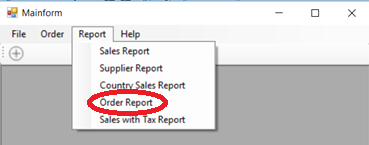 Mainform
File Order Report Help
Sales Report
Supplier Report
Country Sales Report
Order Report
Sales with Tax Report